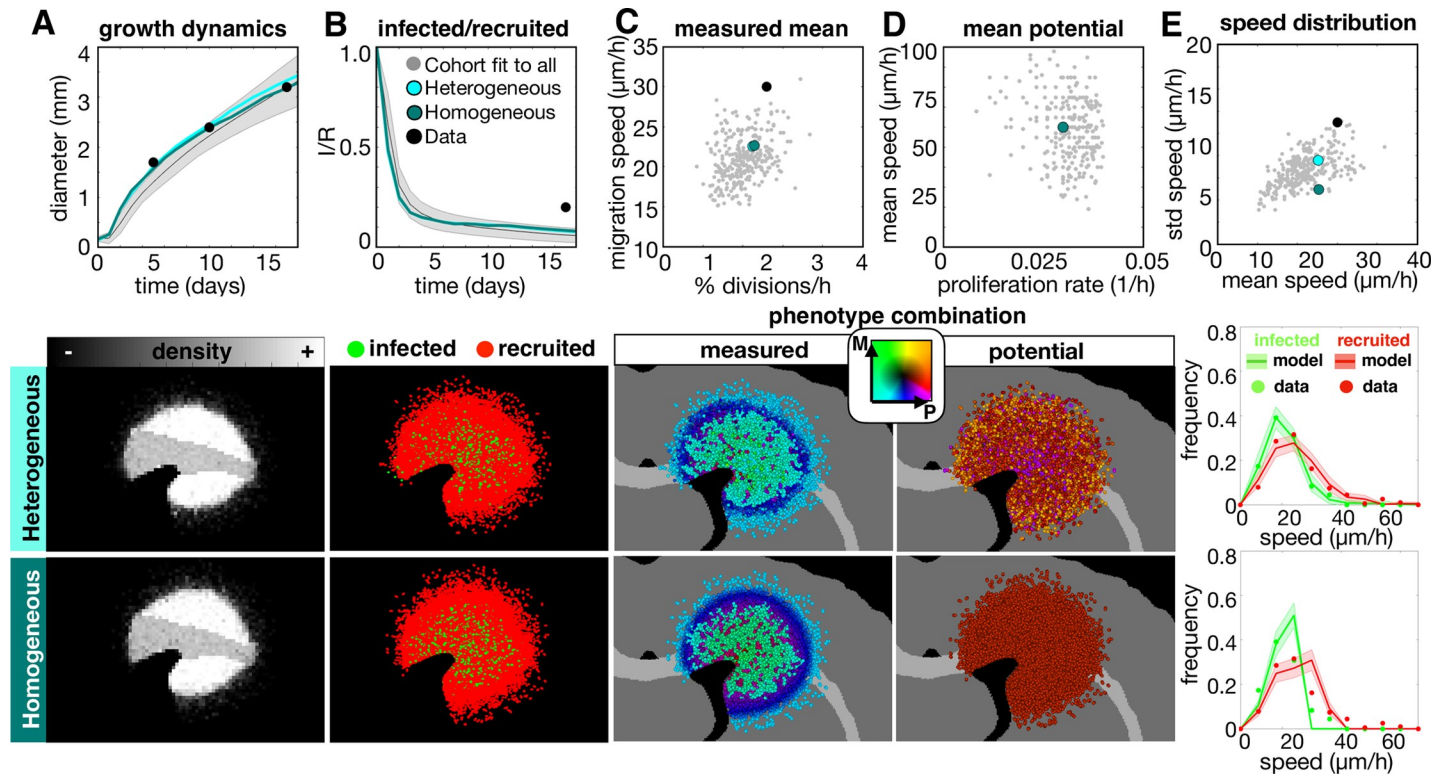 A
growth dynamics
diameter (mm)
4
3
2
1
0
0 5 10 15
time (days)
B
infected/recruited
I/R
1.0
0.5
0
Cohort fit to all
Heterogeneous
Homogeneous
Data
0 5 10 15
time (days)
C
measured mean
migration speed (µm/h)
35
30
25
20
15
10
0 1 2 3 4
% divisions/h
D
mean potential
mean speed (µm/h)
100
75
50
25
0
0 0.025 0.05
proliferation rate (1/h)
E
speed distribution
std speed (µm/h)
20
15
10
5
0
0 10 20 30 40
mean speed (µm/h)
phenotype combination
- density +
infected recruited
measured
M
P
potential
Heterogeneous
Homogeneous
frequency
0.8
0.6
0.4
0.2
0
infected recruited
model model
data data
0 20 40 60
speed (µm/h)
frequency
0.8
0.6
0.4
0.2
0
0 20 40 60
speed (µm/h)